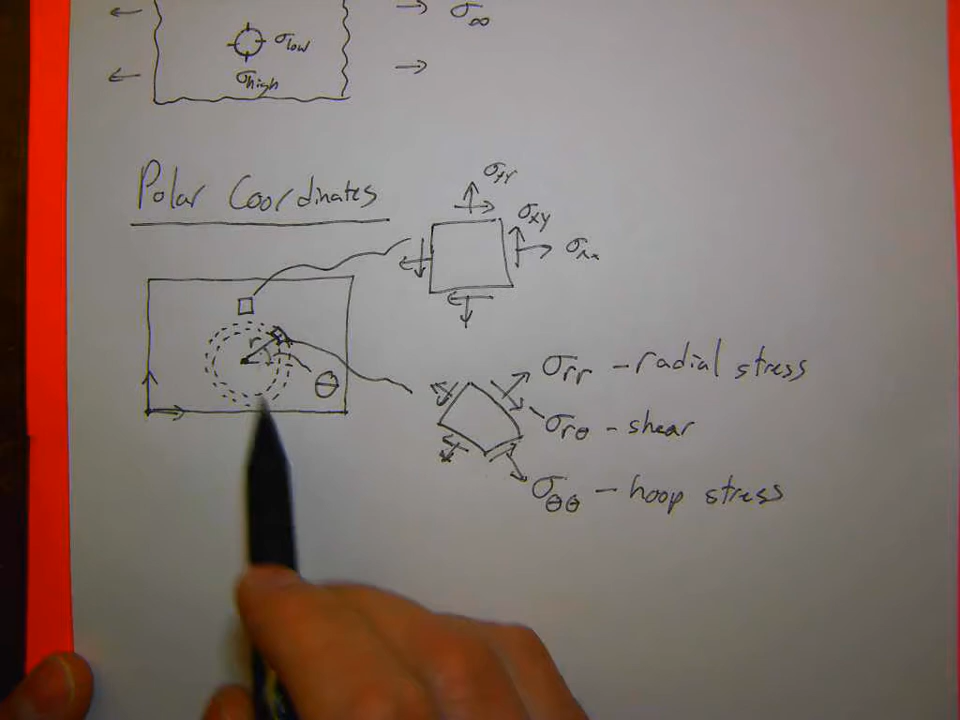 σ∞
σlow
σhigh
Polar Coordinates
σyy
σxy
σxx
r
θ
σrr - radial stress
σrθ - shear
σθθ - hoop stress